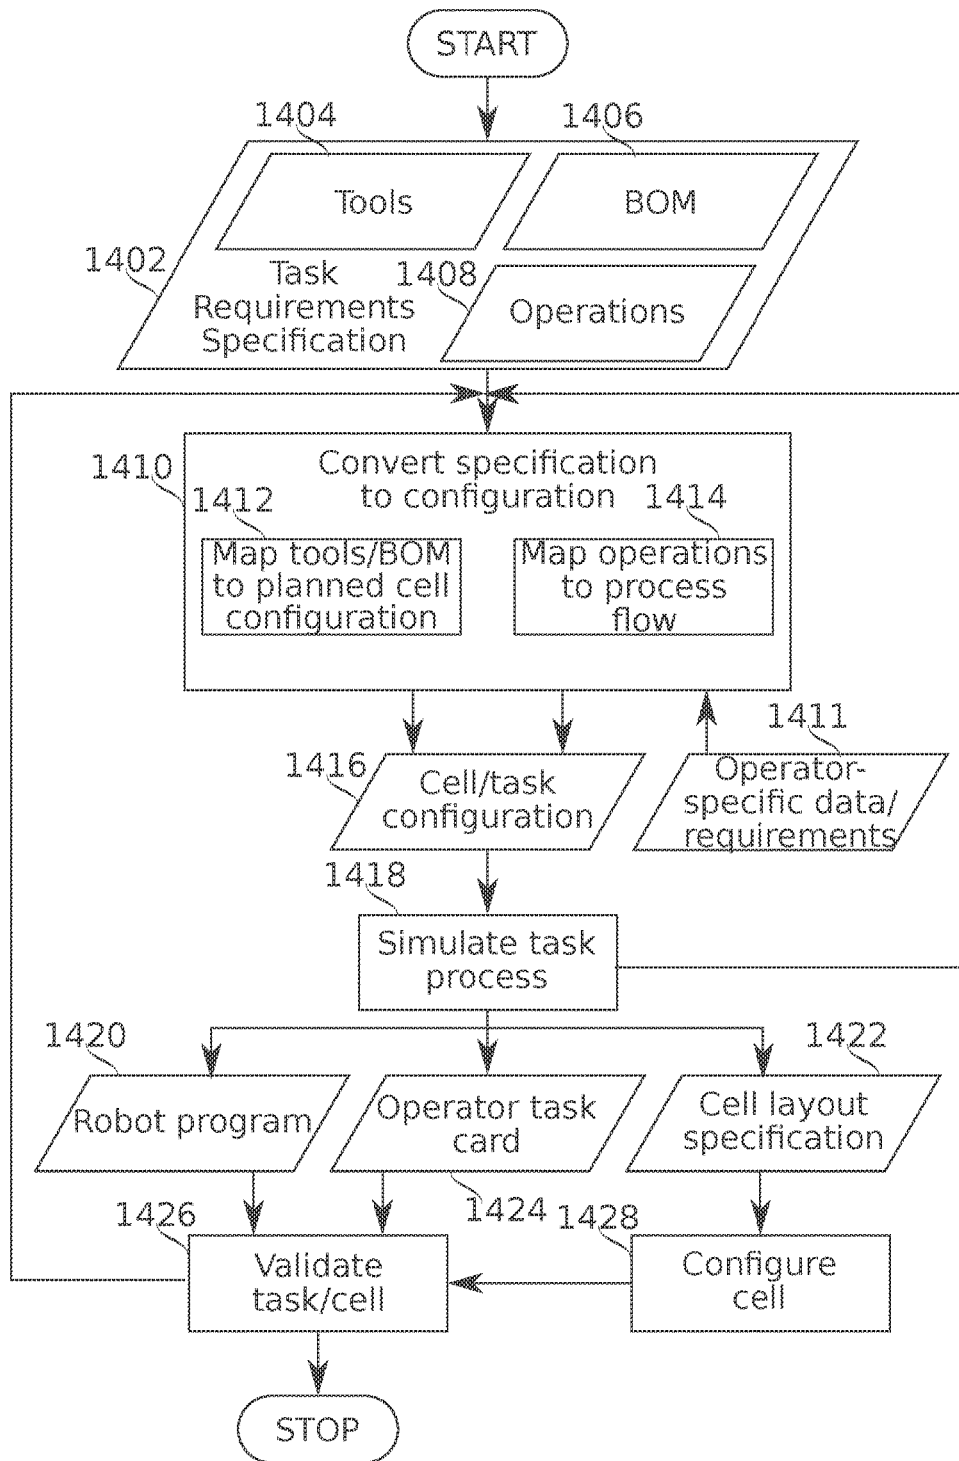 START
1404
1406
Tools
BOM
1402
Task
Requirements
Specification
1408
Operations
1410
Convert specification
to configuration
1412
1414
Map tools/BOM
to planned cell
configuration
Map operations
to process
flow
1411
1416
Cell/task
configuration
Operator-
specific data/
requirements
1418
Simulate task
process
1420
1422
Robot program
Operator task
card
Cell layout
specification
1426
1424
1428
Validate
task/cell
Configure
cell
STOP